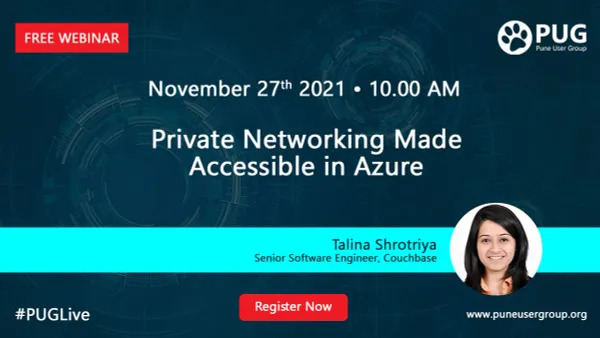 FREE WEBINAR
PUG
Pune User Group
November 27th 2021 • 10.00 AM
Private Networking Made
Accessible in Azure
Talina Shrotriya
Senior Software Engineer, Couchbase
#PUGLive
Register Now
www.puneusergroup.org